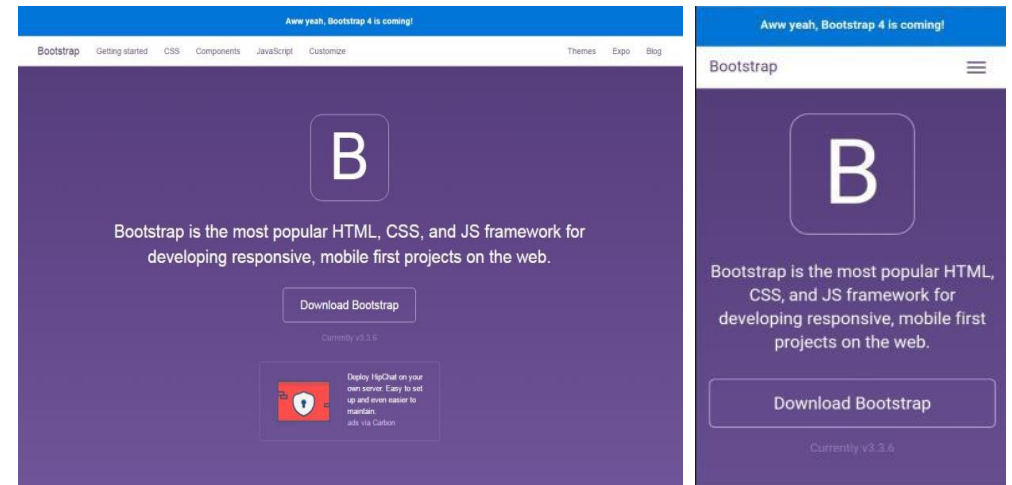 Aww yeah, Bootstrap 4 is coming!
Bootstrap Getting started CSS Components JavaScript Customize Themes Expo Blog
B
Bootstrap is the most popular HTML, CSS, and JS framework for
developing responsive, mobile first projects on the web.
Download Bootstrap
Currently v3.3.6
Deploy HipChat on your
own server. Easy to set
up and even easier to
maintain.
ads via Carbon
Aww yeah, Bootstrap 4 is coming!
Bootstrap
B
Bootstrap is the most popular HTML,
CSS, and JS framework for
developing responsive, mobile first
projects on the web.
Download Bootstrap
Currently v3.3.6